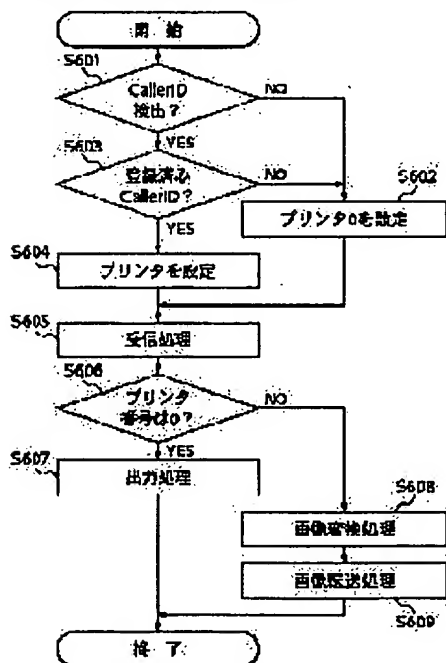 開 始
S601
CallerID
検出？
NO
YES
S603
登録済み
CallerID？
NO
S602
YES
プリンタ0を設定
S604
プリンタを設定
S605
受信処理
S606
プリンタ
番号は0？
NO
YES
S607
出力処理
S608
画像変換処理
画像転送処理
S609
終 了